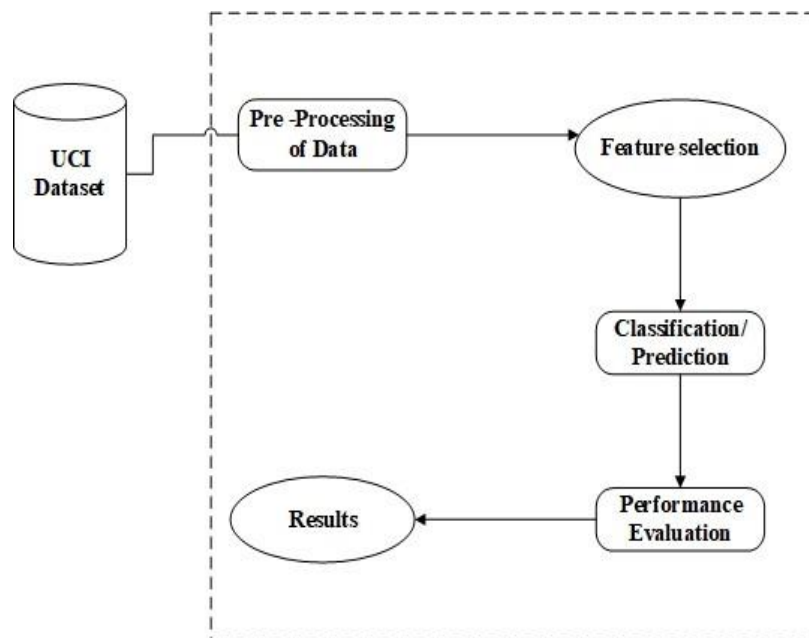 UCI
Dataset
Pre -Processing
of Data
Feature selection
Classification/
Prediction
Performance
Evaluation
Results